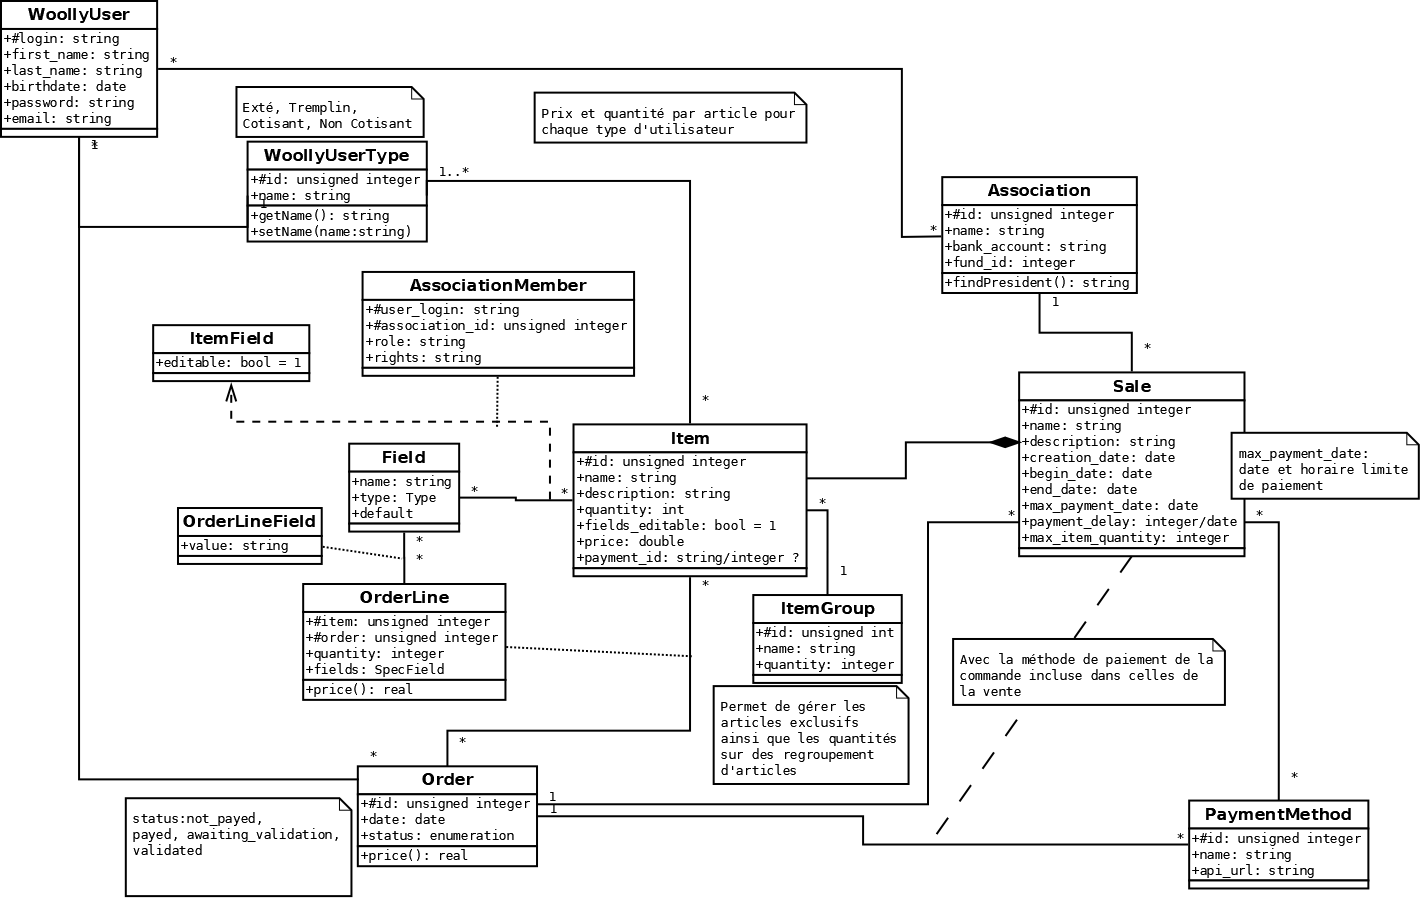 WoollyUser
+#login: string
+first_name: string
+last_name: string
+birthdate: date
+password: string
+email: string
*
1
*
Exté, Tremplin,
Cotisant, Non Cotisant
Prix et quantité par article pour
chaque type d'utilisateur
WoollyUserType
+#id: unsigned integer
+name: string
1
+getName(): string
+setName(name:string)
1..*
*
Association
+#id: unsigned integer
+name: string
+bank_account: string
+fund_id: integer
+findPresident(): string
*
1
*
AssociationMember
+#user_login: string
+#association_id: unsigned integer
+role: string
+rights: string
ItemField
+editable: bool = 1
Sale
+#id: unsigned integer
+name: string
+description: string
+creation_date: date
+begin_date: date
+end_date: date
+max_payment_date: date
+payment_delay: integer/date
+max_item_quantity: integer
max_payment_date:
date et horaire limite
de paiement
Item
+#id: unsigned integer
+name: string
+description: string
+quantity: int
+fields_editable: bool = 1
+price: double
+payment_id: string/integer ?
Field
+name: string
+type: Type
+default
*
*
*
*
*
*
1
*
*
OrderLineField
+value: string
OrderLine
+#item: unsigned integer
+#order: unsigned integer
+quantity: integer
+fields: SpecField
+price(): real
ItemGroup
+#id: unsigned int
+name: string
+quantity: integer
Permet de gérer les
articles exclusifs
ainsi que les quantités
sur des regroupement
d'articles
Avec la méthode de paiement de la
commande incluse dans celles de
la vente
*
*
Order
+#id: unsigned integer
+date: date
+status: enumeration
+price(): real
1
1
status:not_payed,
payed, awaiting_validation,
validated
*
*
PaymentMethod
+#id: unsigned integer
+name: string
+api_url: string